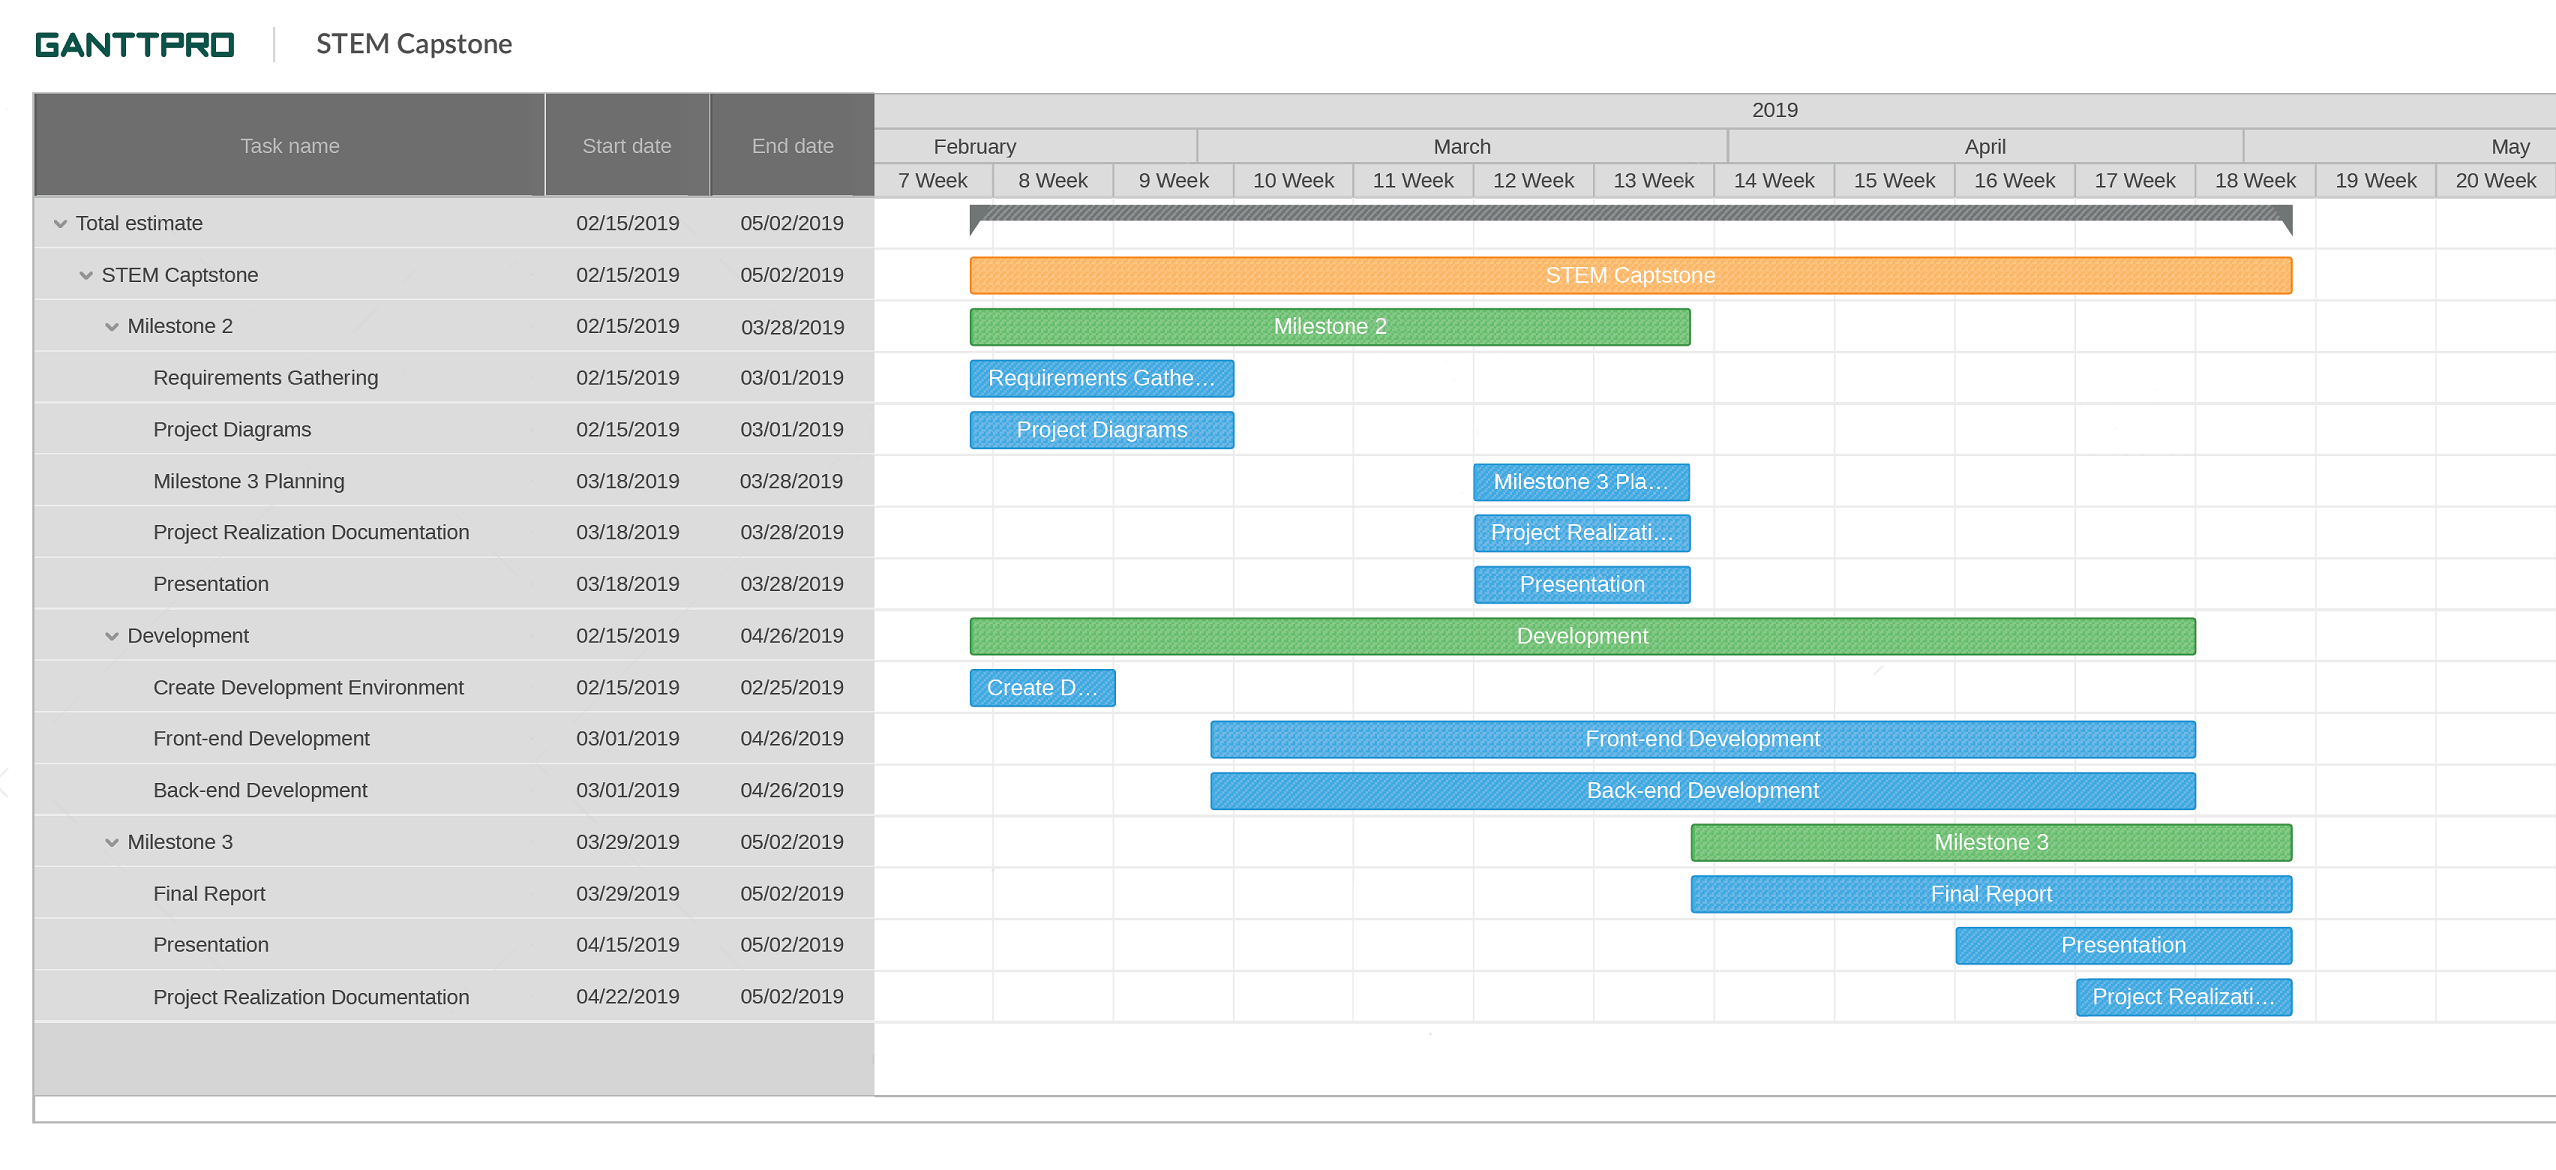 GANTTPRO STEM Capstone
Task name Start date End date 2019
February March April May
7 Week 8 Week 9 Week 10 Week 11 Week 12 Week 13 Week 14 Week 15 Week 16 Week 17 Week 18 Week 19 Week 20 Week
Total estimate 02/15/2019 05/02/2019
STEM Captstone 02/15/2019 05/02/2019 STEM Captstone
Milestone 2 02/15/2019 03/28/2019 Milestone 2
Requirements Gathering 02/15/2019 03/01/2019 Requirements Gathe...
Project Diagrams 02/15/2019 03/01/2019 Project Diagrams
Milestone 3 Planning 03/18/2019 03/28/2019 Milestone 3 Pla...
Project Realization Documentation 03/18/2019 03/28/2019 Project Realizati...
Presentation 03/18/2019 03/28/2019 Presentation
Development 02/15/2019 04/26/2019 Development
Create Development Environment 02/15/2019 02/25/2019 Create D...
Front-end Development 03/01/2019 04/26/2019 Front-end Development
Back-end Development 03/01/2019 04/26/2019 Back-end Development
Milestone 3 03/29/2019 05/02/2019 Milestone 3
Final Report 03/29/2019 05/02/2019 Final Report
Presentation 04/15/2019 05/02/2019 Presentation
Project Realization Documentation 04/22/2019 05/02/2019 Project Realizati...